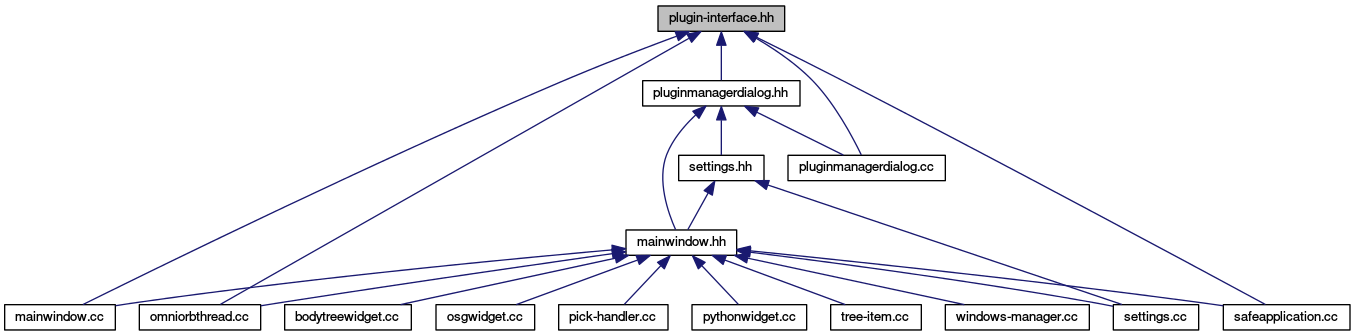 plugin-interface.hh
pluginmanagerdialog.hh
settings.hh
pluginmanagerdialog.cc
mainwindow.hh
mainwindow.cc
omniorbthread.cc
bodytreewidget.cc
osgwidget.cc
pick-handler.cc
pythonwidget.cc
tree-item.cc
windows-manager.cc
settings.cc
safeapplication.cc